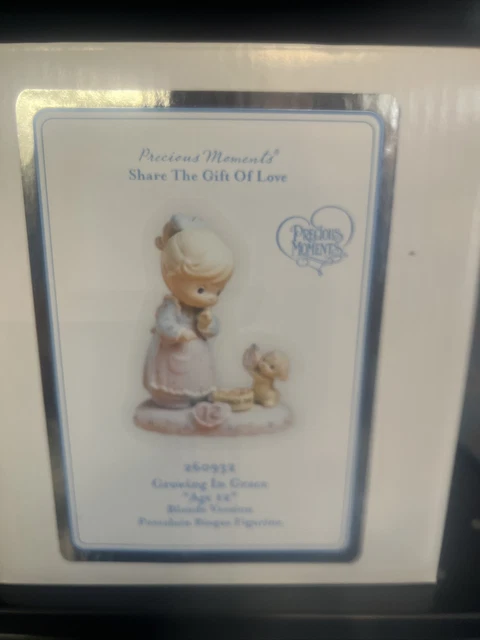 Precious Moments®
Share The Gift Of Love
PRECIOUS
MOMENTS
260932
Growing In Grace
"Age 12"
Blonde Version
Porcelain Bisque Figurine